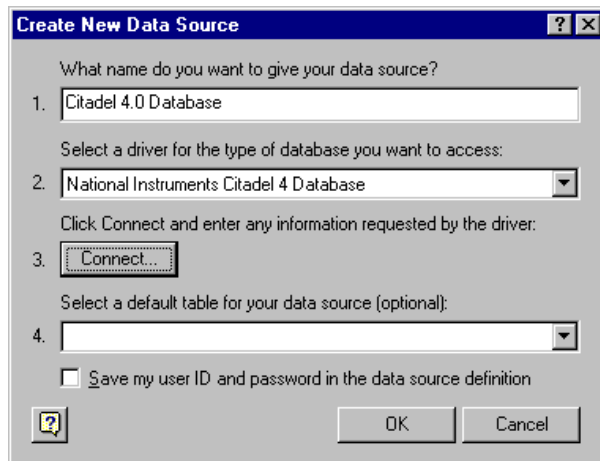 Create New Data Source
What name do you want to give your data source?
1. Citadel 4.0 Database
Select a driver for the type of database you want to access:
2. National Instruments Citadel 4 Database
Click Connect and enter any information requested by the driver:
3. Connect...
Select a default table for your data source (optional):
4.
Save my user ID and password in the data source definition
OK Cancel